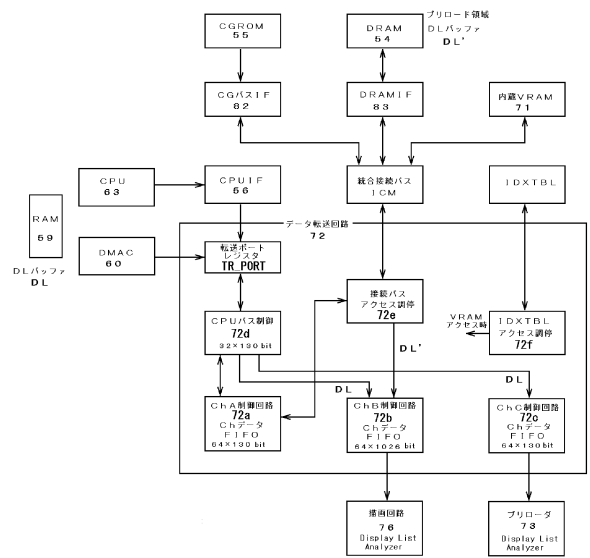 CGROM
55
DRAM
54
プリロード領域
DLバッファ
DL'
CGバスIF
82
DRAMIF
83
内蔵VRAM
71
CPU
63
CPUIF
56
統合接続バス
ICM
IDXTBL
RAM
59
DLバッファ
DL
DMAC
60
データ転送回路
72
転送ポート
レジスタ
TR_PORT
接続バス
アクセス調停
72e
VRAM
アクセス時
IDXTBL
アクセス調停
72f
CPUバス制御
72d
32×130bit
DL'
DL
DL
ChA制御回路
72a
Chデータ
FIFO
64×130bit
ChB制御回路
72b
Chデータ
FIFO
64×1026bit
ChC制御回路
72c
Chデータ
FIFO
64×130bit
描画回路
76
Display List
Analyzer
プリローダ
73
Display List
Analyzer